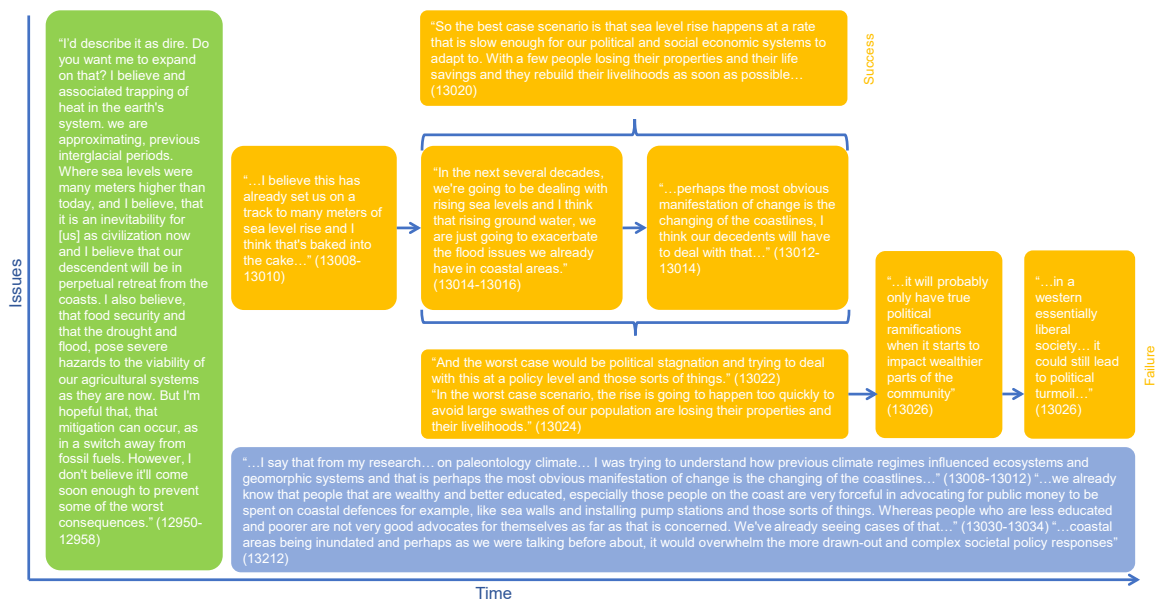 Issues
“I’d describe it as dire. Do
you want me to expand
on that? I believe and
associated trapping of
heat in the earth's
system. we are
approximating, previous
interglacial periods.
Where sea levels were
many meters higher than
today, and I believe, that
it is an inevitability for
[us] as civilization now
and I believe that our
descendent will be in
perpetual retreat from the
coasts. I also believe,
that food security and
that the drought and
flood, pose severe
hazards to the viability of
our agricultural systems
as they are now. But I'm
hopeful that, that
mitigation can occur, as
in a switch away from
fossil fuels. However, I
don't believe it'll come
soon enough to prevent
some of the worst
consequences.” (12950-
12958)
“So the best case scenario is that sea level rise happens at a rate
that is slow enough for our political and social economic systems to
adapt to. With a few people losing their properties and their life
savings and they rebuild their livelihoods as soon as possible…
(13020)
Success
“…I believe this has
already set us on a
track to many meters of
sea level rise and I
think that's baked into
the cake…” (13008-
13010)
“In the next several decades,
we're going to be dealing with
rising sea levels and I think
that rising ground water, we
are just going to exacerbate
the flood issues we already
have in coastal areas.”
(13014-13016)
“…perhaps the most obvious
manifestation of change is the
changing of the coastlines, I
think our decedents will have
to deal with that…” (13012-
13014)
“And the worst case would be political stagnation and trying to deal
with this at a policy level and those sorts of things.” (13022)
“In the worst case scenario, the rise is going to happen too quickly to
avoid large swathes of our population are losing their properties and
their livelihoods.” (13024)
“…it will probably
only have true
political
ramifications
when it starts to
impact wealthier
parts of the
community”
(13026)
“…in a
western
essentially
liberal
society… it
could still lead
to political
turmoil…”
(13026)
Failure
“…I say that from my research… on paleontology climate… I was trying to understand how previous climate regimes influenced ecosystems and
geomorphic systems and that is perhaps the most obvious manifestation of change is the changing of the coastlines…” (13008-13012) “…we already
know that people that are wealthy and better educated, especially those people on the coast are very forceful in advocating for public money to be
spent on coastal defences for example, like sea walls and installing pump stations and those sorts of things. Whereas people who are less educated
and poorer are not very good advocates for themselves as far as that is concerned. We've already seeing cases of that…” (13030-13034) “…coastal
areas being inundated and perhaps as we were talking before about, it would overwhelm the more drawn-out and complex societal policy responses”
(13212)
Time